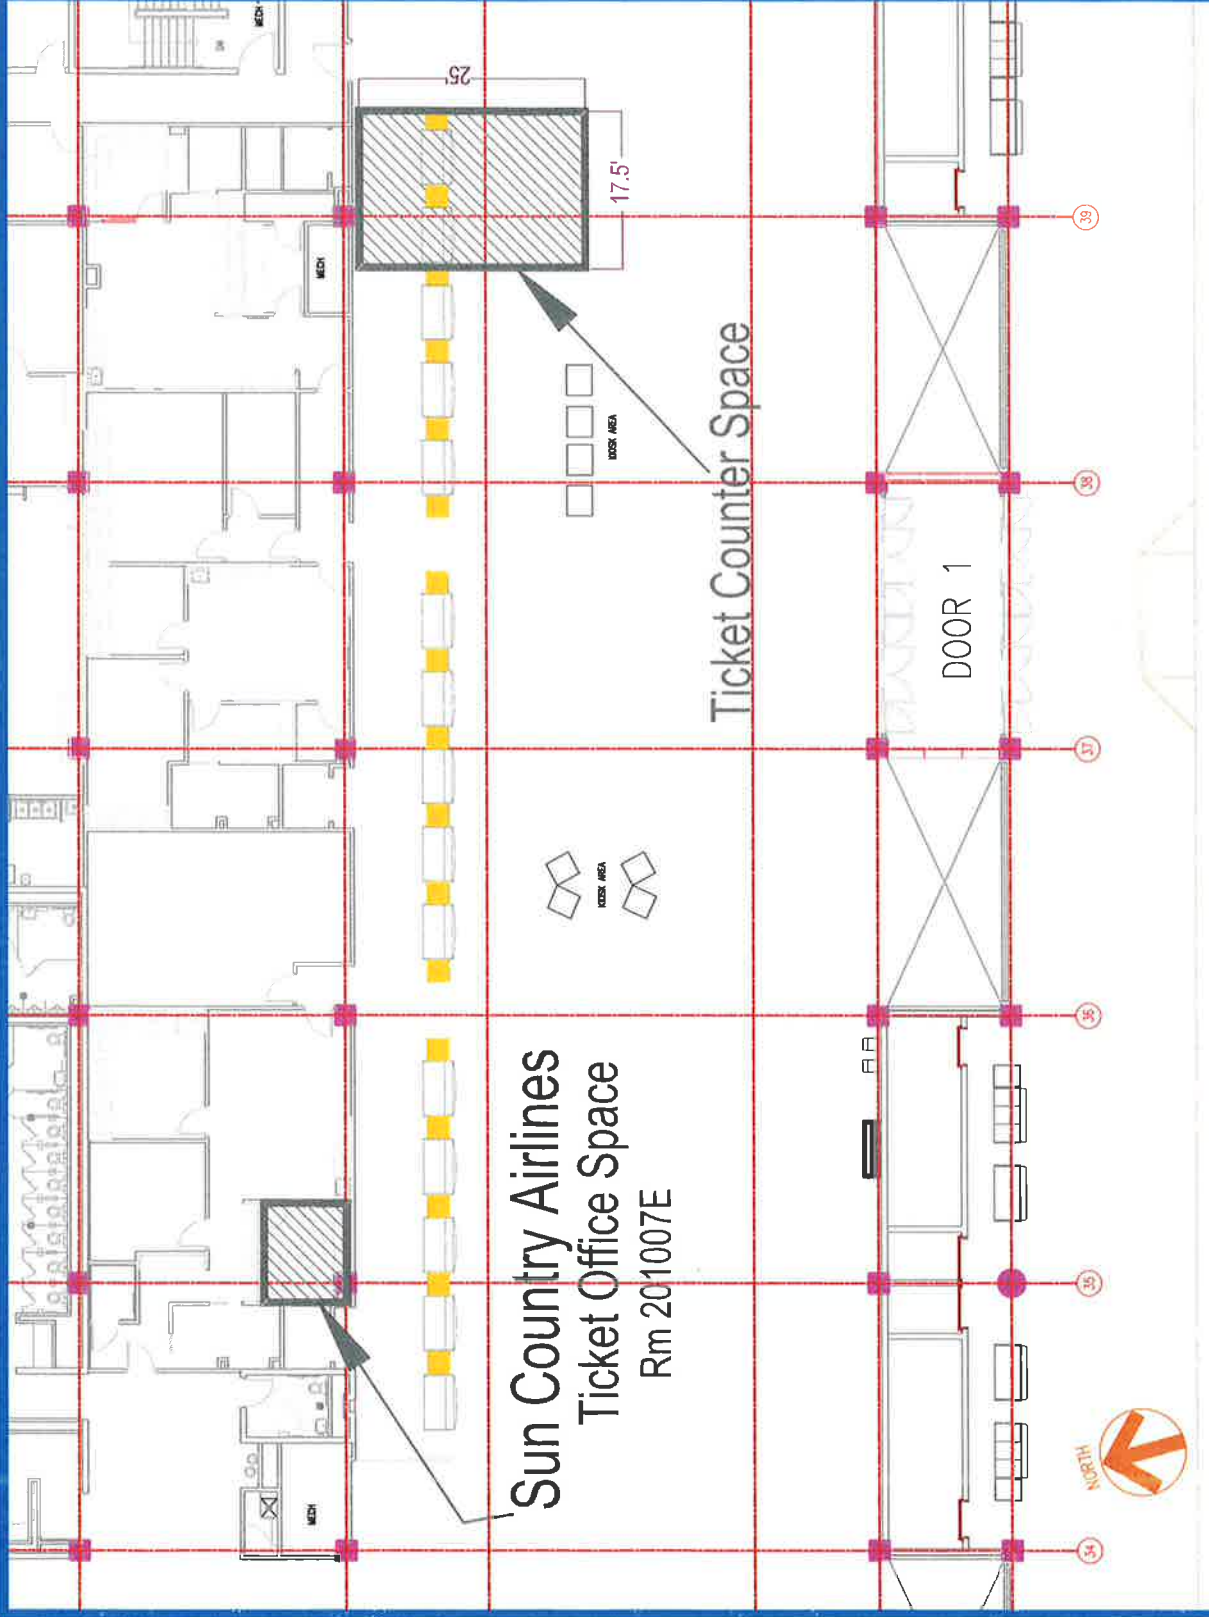 MECH
DN
25'
17.5'
MECH
KIOSK AREA
Ticket Counter Space
DOOR 1
KIOSK AREA
Sun Country Airlines
Ticket Office Space
Rm 201007E
MECH
NORTH
39
38
37
36
35
34